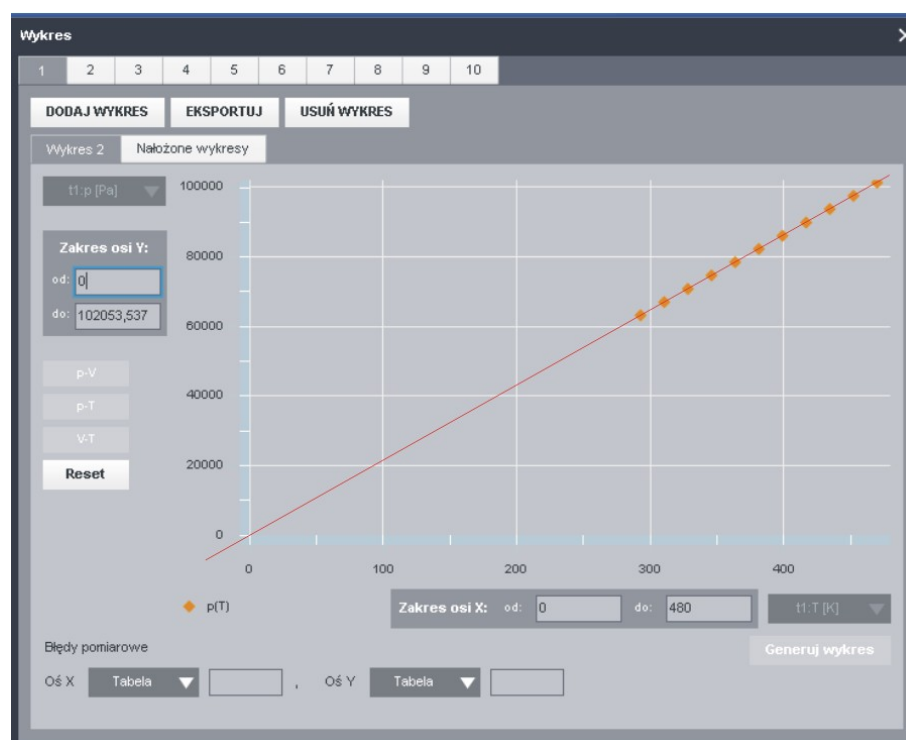 Wykres
1 2 3 4 5 6 7 8 9 10
DODAJ WYKRES EKSPORTUJ USUŃ WYKRES
Wykres 2 Nałożone wykresy
t1:p [Pa]
Zakres osi Y:
od: 0
do: 102053,537
p-V
p-T
V-T
Reset
100000
80000
60000
40000
20000
0
0 100 200 300 400
p(T)
Zakres osi X: od: 0 do: 480 t1:T [K]
Błędy pomiarowe
Generuj wykres
Oś X Tabela , Oś Y Tabela